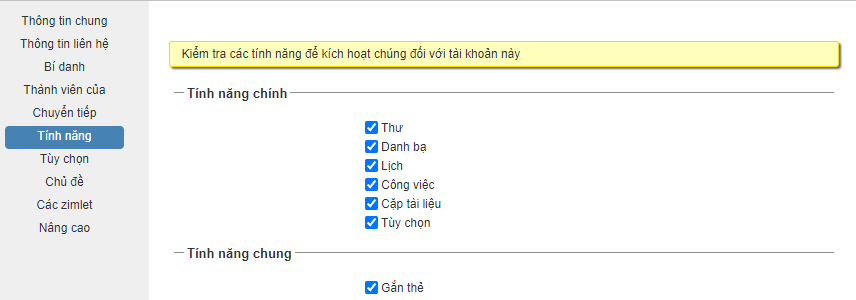 Thông tin chung
Thông tin liên hệ
Bí danh
Thành viên của
Chuyển tiếp
Tính năng
Tùy chọn
Chủ đề
Các zimlet
Nâng cao
Kiểm tra các tính năng để kích hoạt chúng đối với tài khoản này
Tính năng chính
Thư
Danh bạ
Lịch
Công việc
Cặp tài liệu
Tùy chọn
Tính năng chung
Gắn thẻ